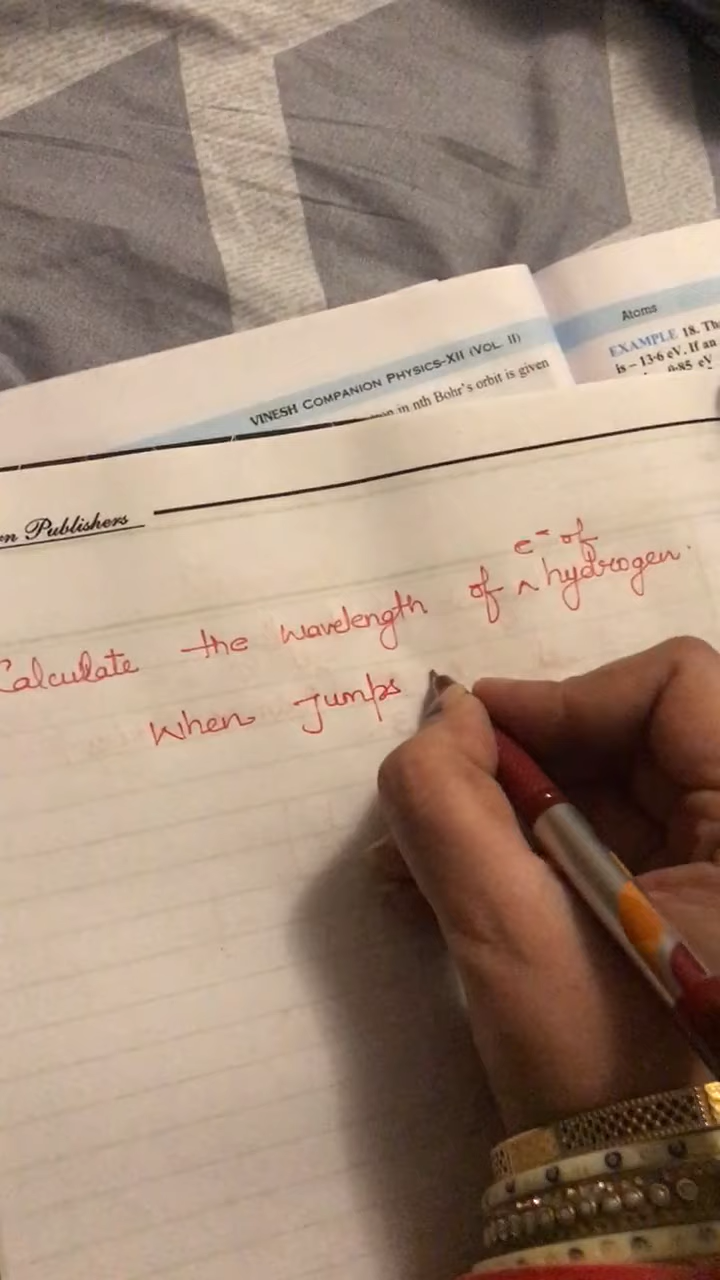 Atoms
EXAMPLE 18. Th
is – 13·6 eV. If an
0·85 eV
VINESH COMPANION PHYSICS-XII (VOL. II)
in nth Bohr's orbit is given
Publishers
e⁻ of
Calculate the wavelength of ^ hydrogen.
When Jumps